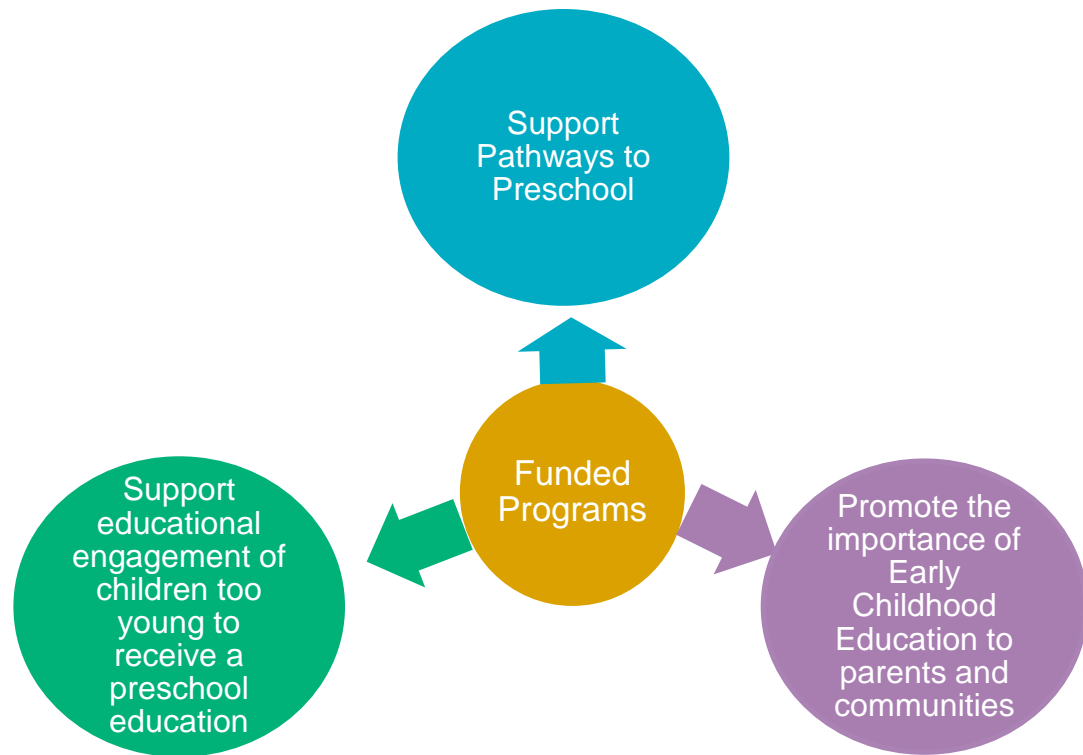 Support
Pathways to
Preschool
Funded
Programs
Support
educational
engagement of
children too
young to
receive a
preschool
education
Promote the
importance of
Early
Childhood
Education to
parents and
communities